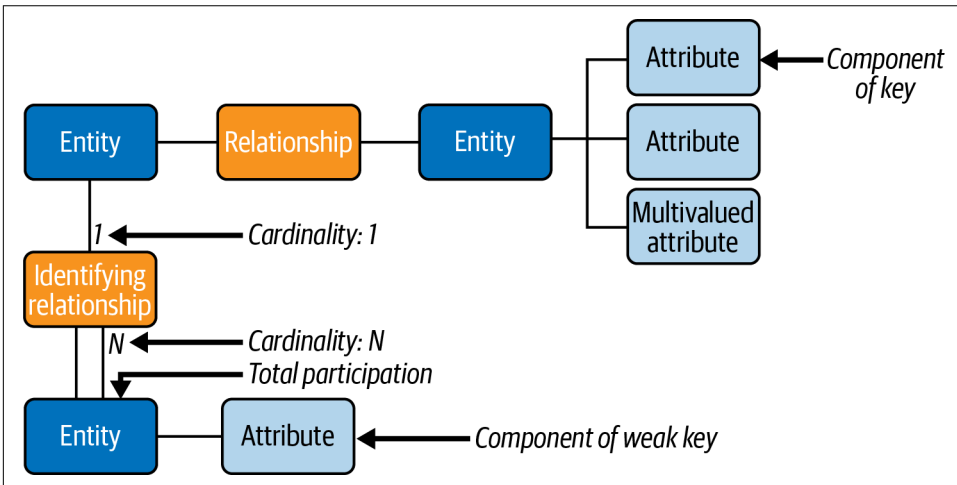 Attribute
Component
of key
Entity
Relationship
Entity
Attribute
Multivalued
attribute
1
Cardinality: 1
Identifying
relationship
N
Cardinality: N
Total participation
Entity
Attribute
Component of weak key